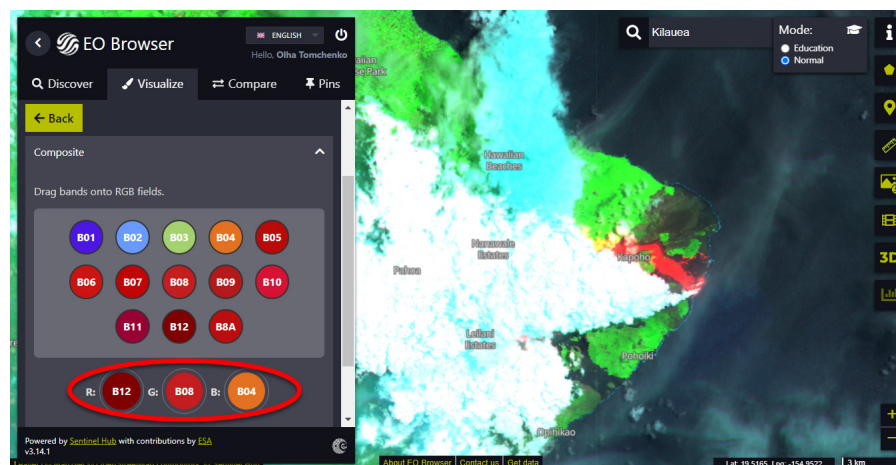 EO Browser
ENGLISH
Hello, Olha Tomchenko
Discover
Visualize
Compare
Pins
Back
Composite
Drag bands onto RGB fields.
B01 B02 B03 B04 B05
B06 B07 B08 B09 B10
B11 B12 B8A
R: B12 G: B08 B: B04
Powered by Sentinel Hub with contributions by ESA
v3.14.1
Kilauea
Mode:
Education
Normal
3D
Hawaiian
Beaches
Nanawale
Estates
Kapoho
Pahoa
Leilani
Estates
Pohoiki
Opihikao
About EO Browser Contact us Get data
Lat: 19.5165, Lng: -154.9522
3 km